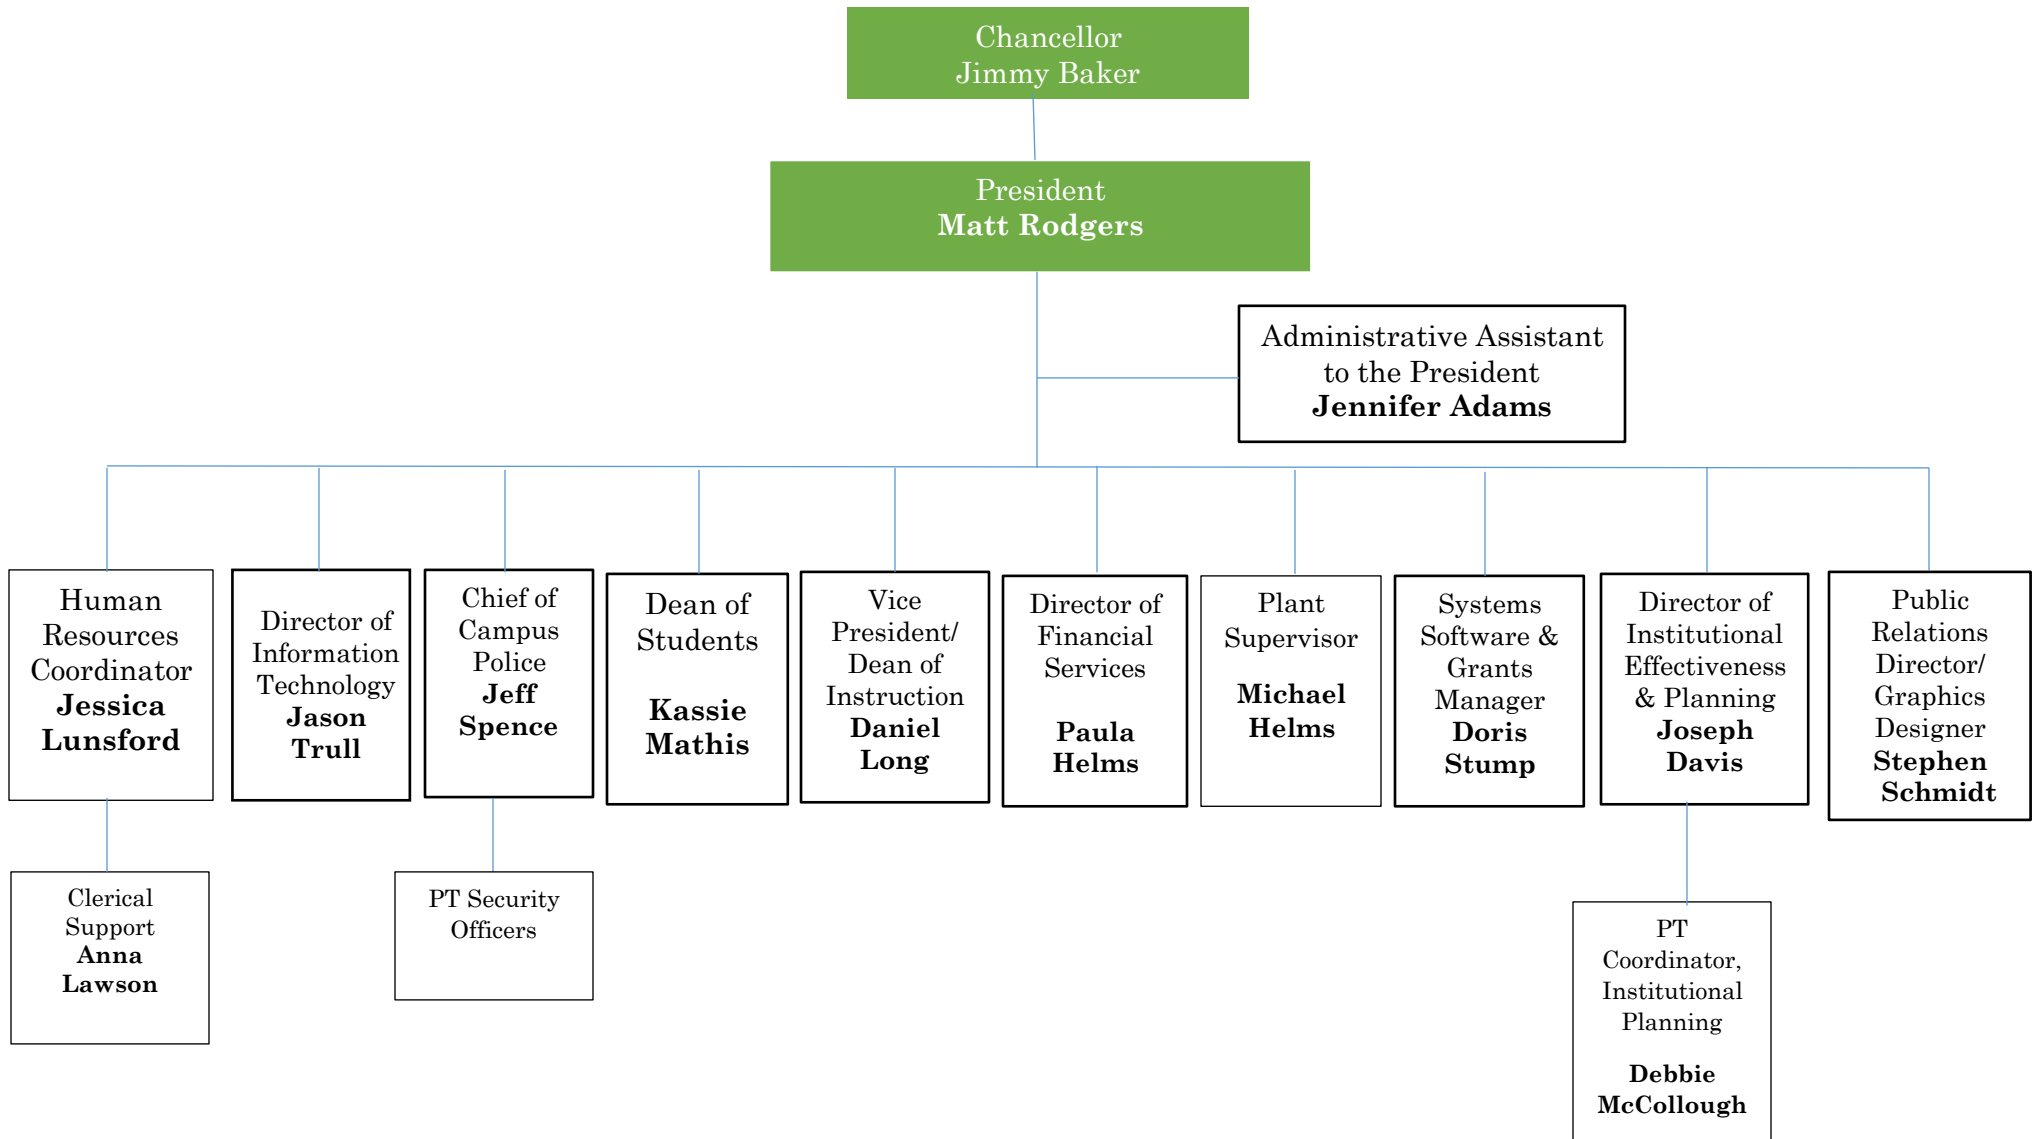 Chancellor
Jimmy Baker
President
Matt Rodgers
Administrative Assistant
to the President
Jennifer Adams
Human
Resources
Coordinator
Jessica
Lunsford
Director of
Information
Technology
Jason
Trull
Chief of
Campus
Police
Jeff
Spence
Dean of
Students
Kassie
Mathis
Vice
President/
Dean of
Instruction
Daniel
Long
Director of
Financial
Services
Paula
Helms
Plant
Supervisor
Michael
Helms
Systems
Software &
Grants
Manager
Doris
Stump
Director of
Institutional
Effectiveness
& Planning
Joseph
Davis
Public
Relations
Director/
Graphics
Designer
Stephen
Schmidt
Clerical
Support
Anna
Lawson
PT Security
Officers
PT
Coordinator,
Institutional
Planning
Debbie
McCollough